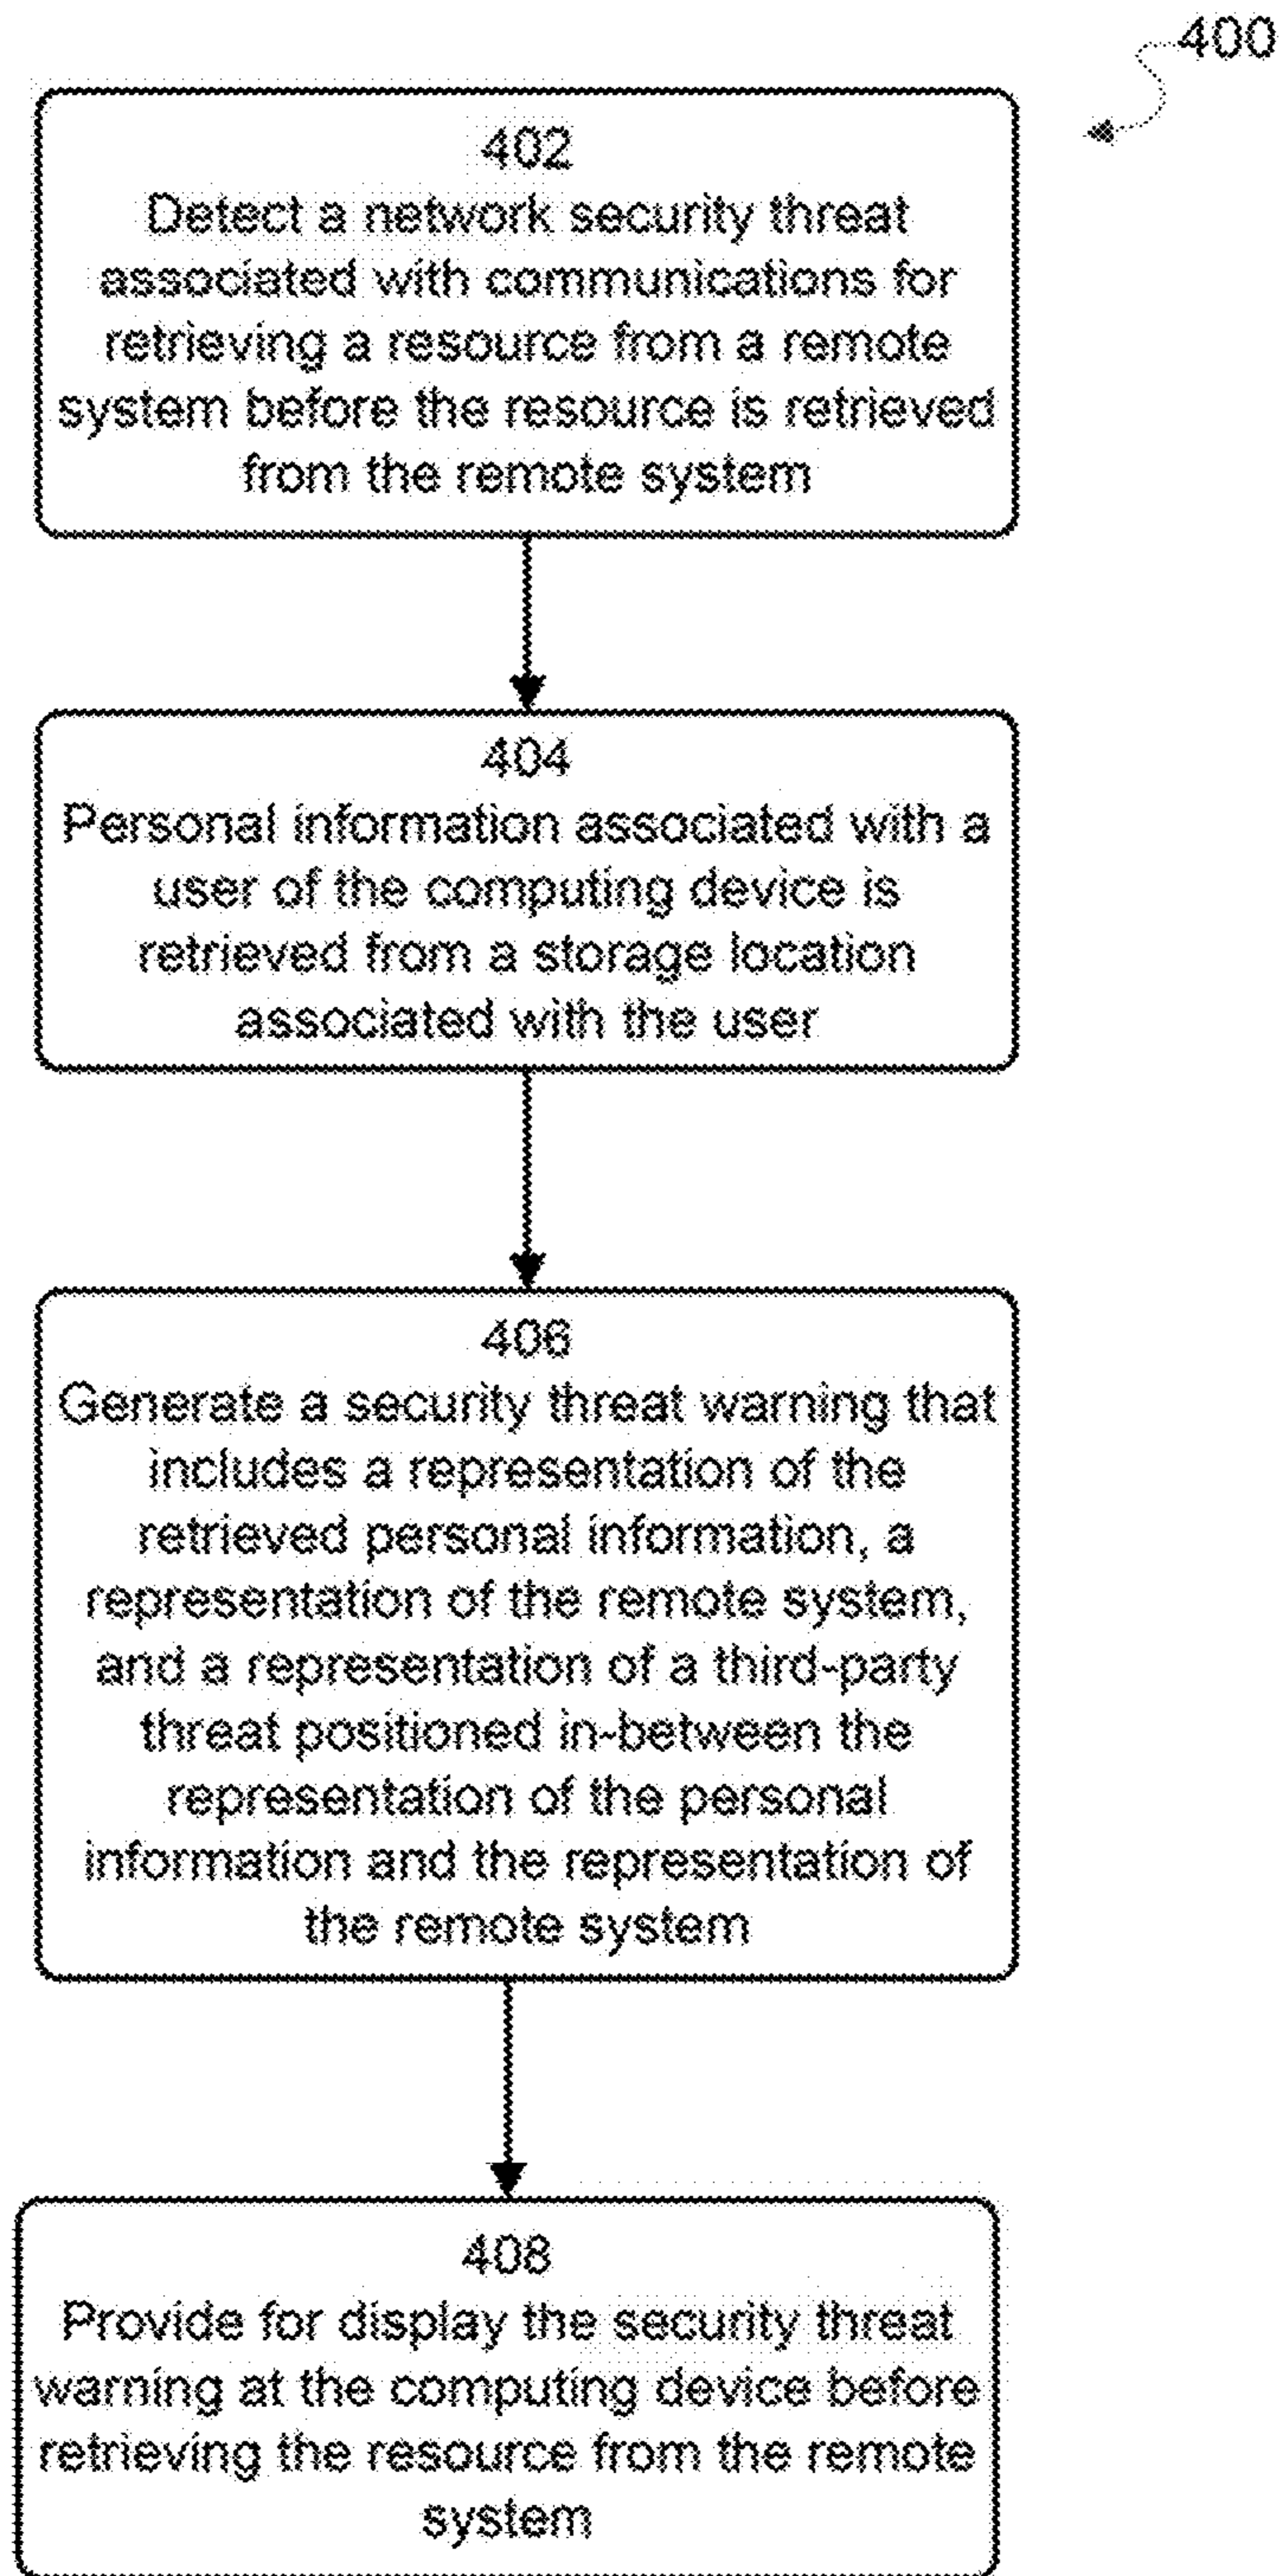 400
402
Detect a network security threat
associated with communications for
retrieving a resource from a remote
system before the resource is retrieved
from the remote system
404
Personal information associated with a
user of the computing device is
retrieved from a storage location
associated with the user
406
Generate a security threat warning that
includes a representation of the
retrieved personal information, a
representation of the remote system,
and a representation of a third-party
threat positioned in-between the
representation of the personal
information and the representation of
the remote system
408
Provide for display the security threat
warning at the computing device before
retrieving the resource from the remote
system